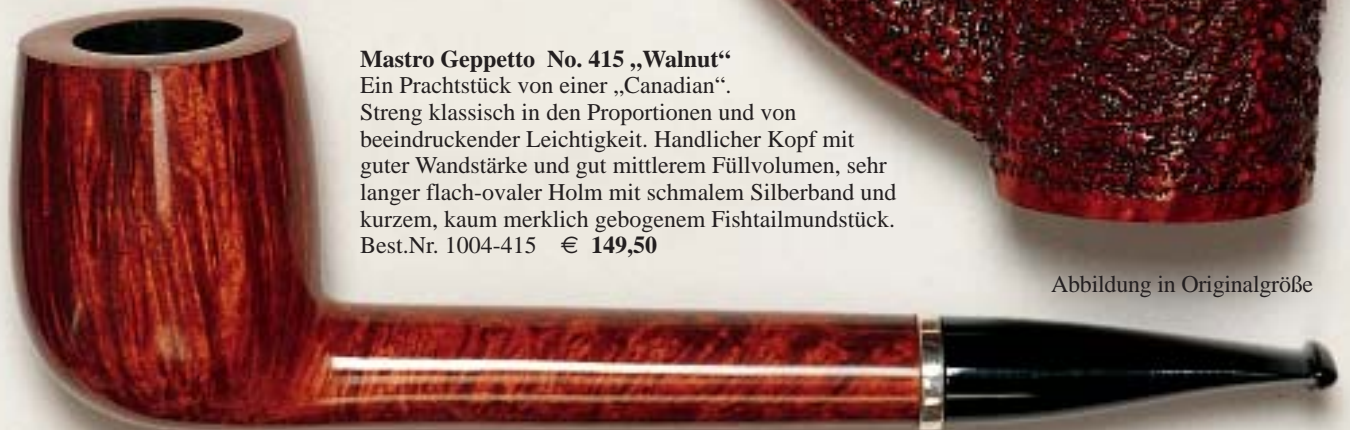 Mastro Geppetto  No. 415 „Walnut“
Ein Prachtstück von einer „Canadian“.
Streng klassisch in den Proportionen und von
beeindruckender Leichtigkeit. Handlicher Kopf mit
guter Wandstärke und gut mittlerem Füllvolumen, sehr
langer flach-ovaler Holm mit schmalem Silberband und
kurzem, kaum merklich gebogenem Fishtailmundstück.
Best.Nr. 1004-415   € 149,50
Abbildung in Originalgröße